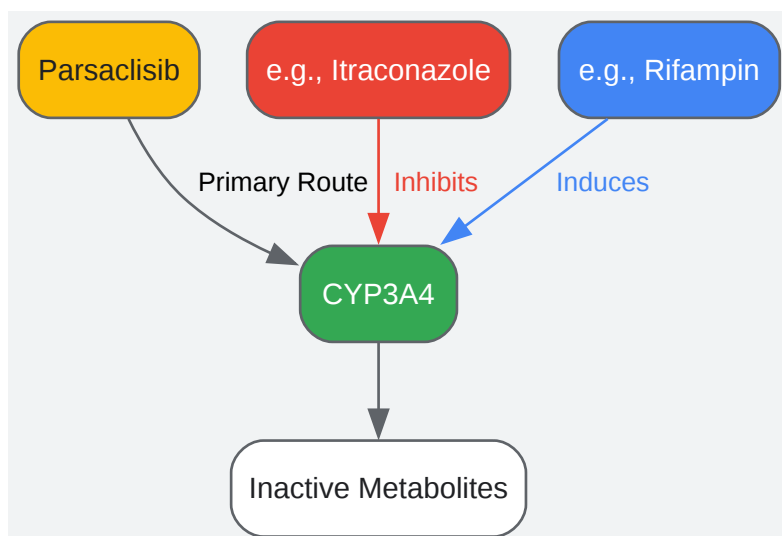 Parsaclisib
e.g., Itraconazole
e.g., Rifampin
Primary Route
Inhibits
Induces
CYP3A4
Inactive Metabolites